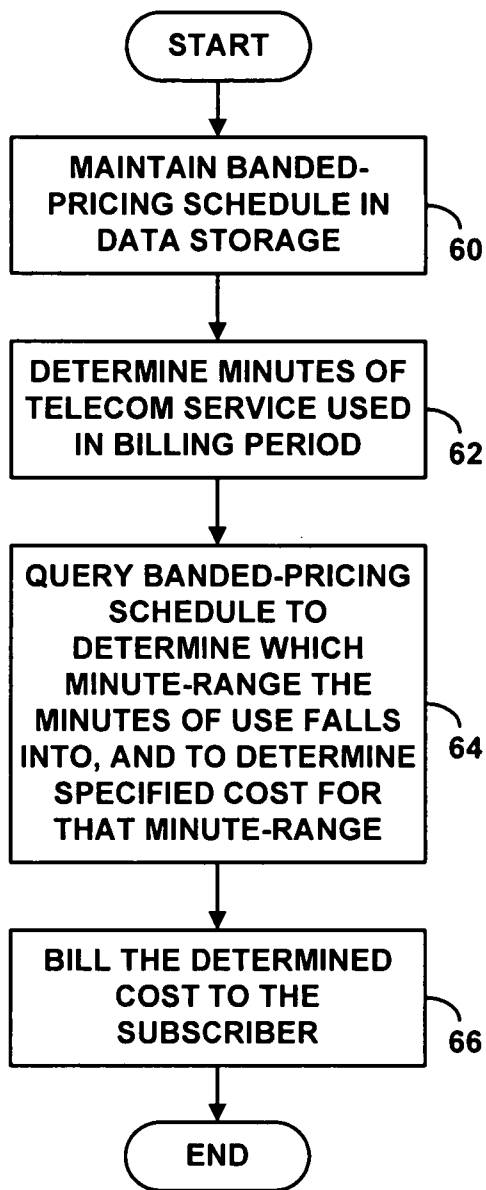 START
MAINTAIN BANDED-
PRICING SCHEDULE IN
DATA STORAGE
60
DETERMINE MINUTES OF
TELECOM SERVICE USED
IN BILLING PERIOD
62
QUERY BANDED-PRICING
SCHEDULE TO
DETERMINE WHICH
MINUTE-RANGE THE
MINUTES OF USE FALLS
INTO, AND TO DETERMINE
SPECIFIED COST FOR
THAT MINUTE-RANGE
64
BILL THE DETERMINED
COST TO THE
SUBSCRIBER
66
END